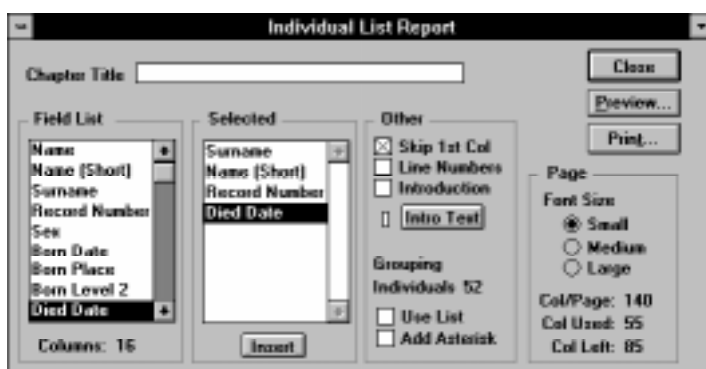 Individual List Report
Chapter Title
Close
Preview...
Print...
Field List
Name
Name (Short)
Surname
Record Number
Sex
Born Date
Born Place
Born Level 2
Died Date
Columns: 16
Selected
Surname
Name (Short)
Record Number
Died Date
Insert
Other
Skip 1st Col
Line Numbers
Introduction
Intro Text
Grouping
Individuals 52
Use List
Add Asterisk
Page
Font Size
Small
Medium
Large
Col/Page: 140
Col Used: 55
Col Left: 85